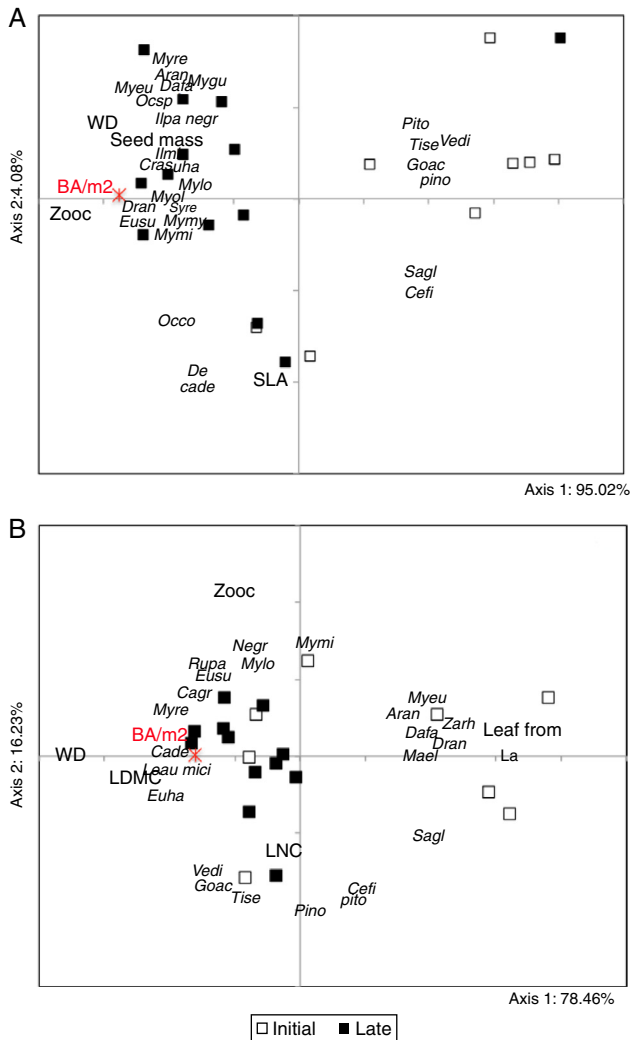 A
Myre
Aran
Myeu Dafa Mygu
Ocsp
WD Ilpa negr
Seed mass
Ilmi
Crasuha
BA/m2 Mylo
Myol
Zooc Dran Syre
Eusu Mymy
Mymi
Pito
Tise Vedi
Goac
pino
Sagl
Cefi
Occo
De
cade
SLA
Axis 2:4.08%
Axis 1: 95.02%
B
Zooc
Negr Mymi
Rupa Mylo
Eusu
Cagr
Myre
BA/m2
WD Cade
LDMC Leau mici
Euha
Myeu
Aran Zarh
Dafa Leaf from
Dran
Mael La
Sagl
LNC
Vedi
Goac Cefi
Tise pito
Pino
Axis 2: 16.23%
Axis 1: 78.46%
Initial Late